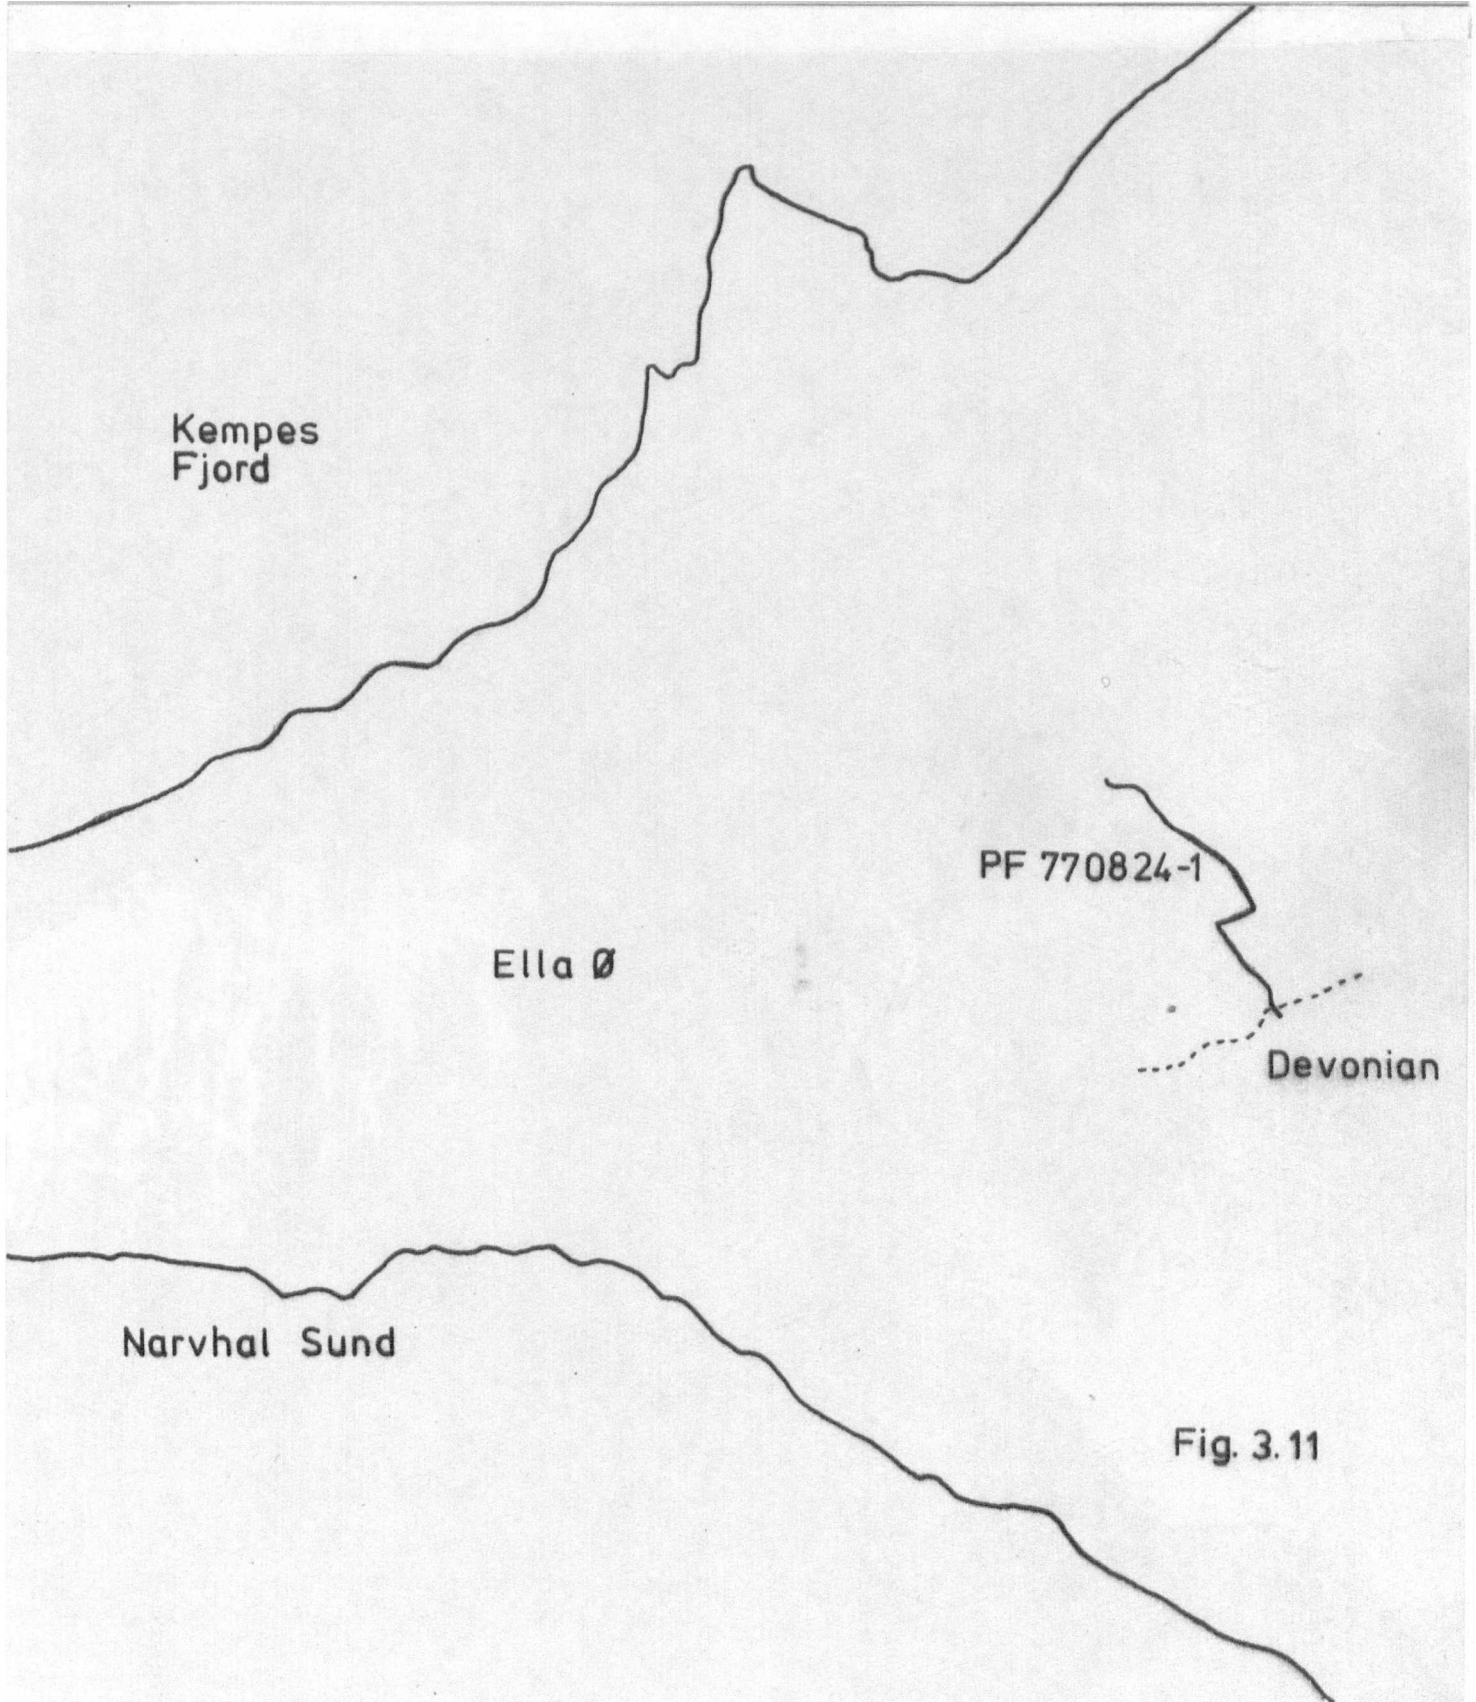 Kempes
Fjord
PF 770824-1
Ella Ø
Devonian
Narvhal Sund
Fig. 3.11